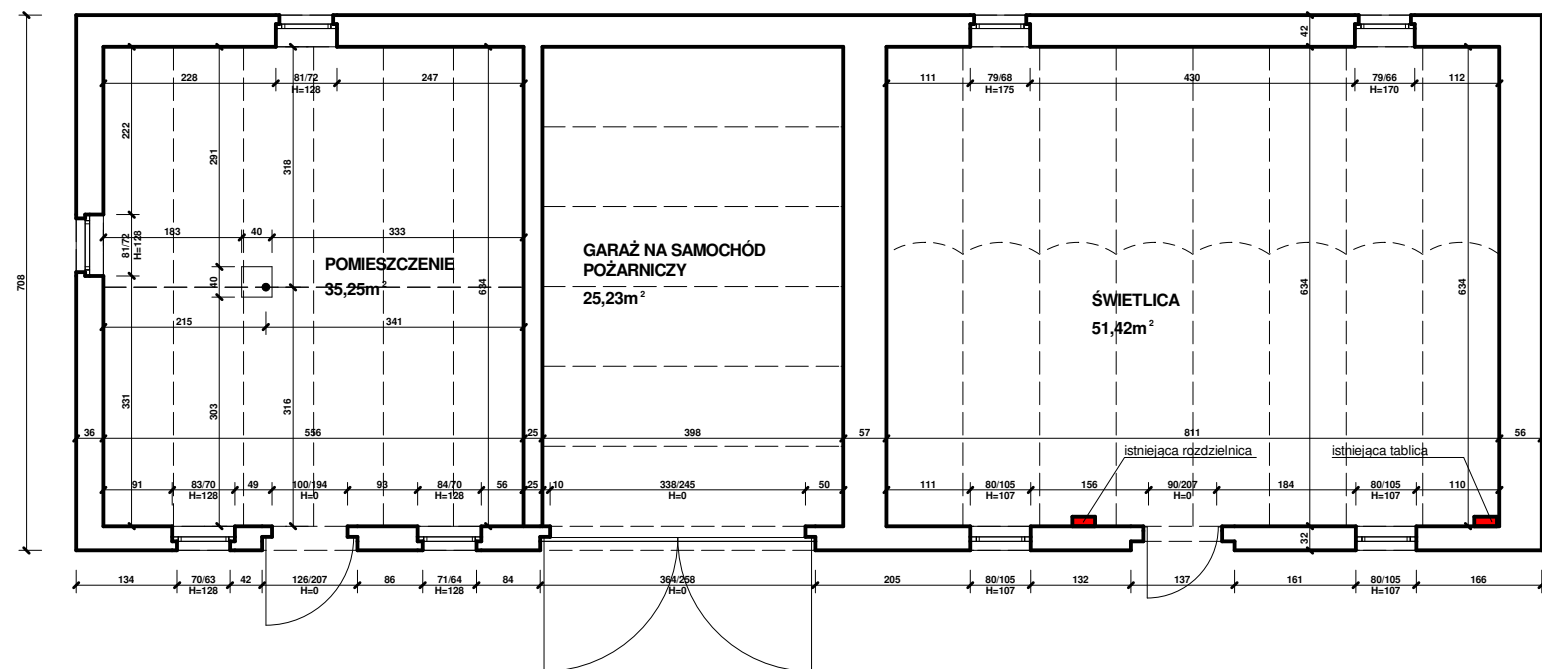 42
228
81/72
H=128
247
111
79/68
H=175
430
79/66
H=170
112
222
291
318
634
81/72
H=128
183
40
333
40
POMIESZCZENIE
35,25m²
GARAŻ NA SAMOCHÓD
POŻARNICZY
25,23m²
ŚWIETLICA
51,42m²
634
634
708
215
341
331
303
316
36
556
25
398
57
811
56
istniejąca rozdzielnica
istniejąca tablica
91
83/70
H=128
49
100/194
H=0
93
84/70
H=128
56
25
10
338/245
H=0
50
111
80/105
H=107
156
90/207
H=0
184
80/105
H=107
110
32
134
70/63
H=128
42
126/207
H=0
86
71/64
H=128
84
364/258
H=0
205
80/105
H=107
132
137
161
80/105
H=107
166